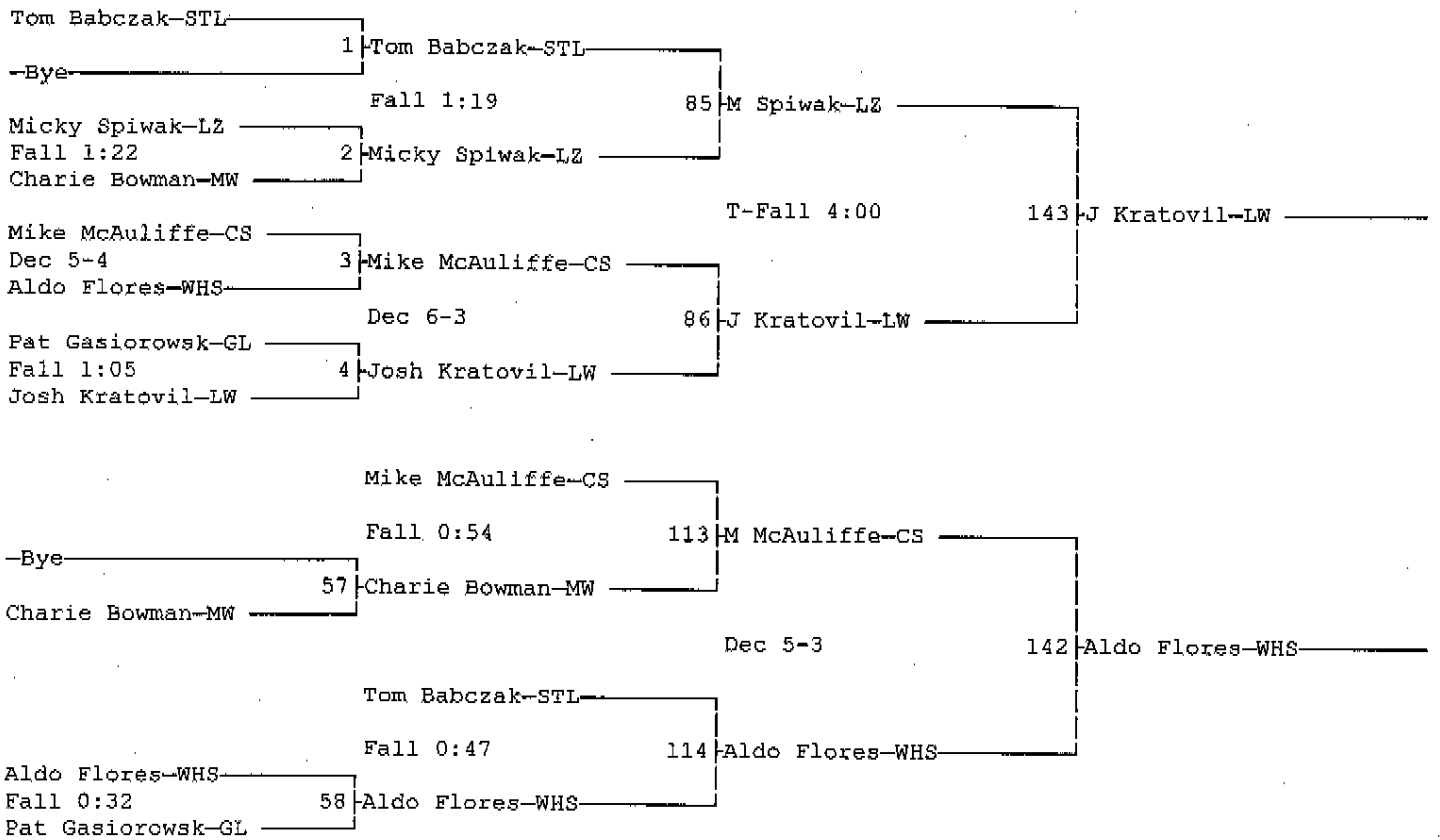 Tom Babczak-STL
1 Tom Babczak-STL
-Bye-
Fall 1:19 85 M Spiwak-LZ
Micky Spiwak-LZ
Fall 1:22 2 Micky Spiwak-LZ
Charie Bowman-MW
T-Fall 4:00 143 J Kratovil-LW
Mike McAuliffe-CS
Dec 5-4 3 Mike McAuliffe-CS
Aldo Flores-WHS
Dec 6-3 86 J Kratovil-LW
Pat Gasiorowsk-GL
Fall 1:05 4 Josh Kratovil-LW
Josh Kratovil-LW
Mike McAuliffe-CS
Fall 0:54 113 M McAuliffe-CS
-Bye-
57 Charie Bowman-MW
Charie Bowman-MW
Dec 5-3 142 Aldo Flores-WHS
Tom Babczak-STL
Fall 0:47 114 Aldo Flores-WHS
Aldo Flores-WHS
Fall 0:32 58 Aldo Flores-WHS
Pat Gasiorowsk-GL